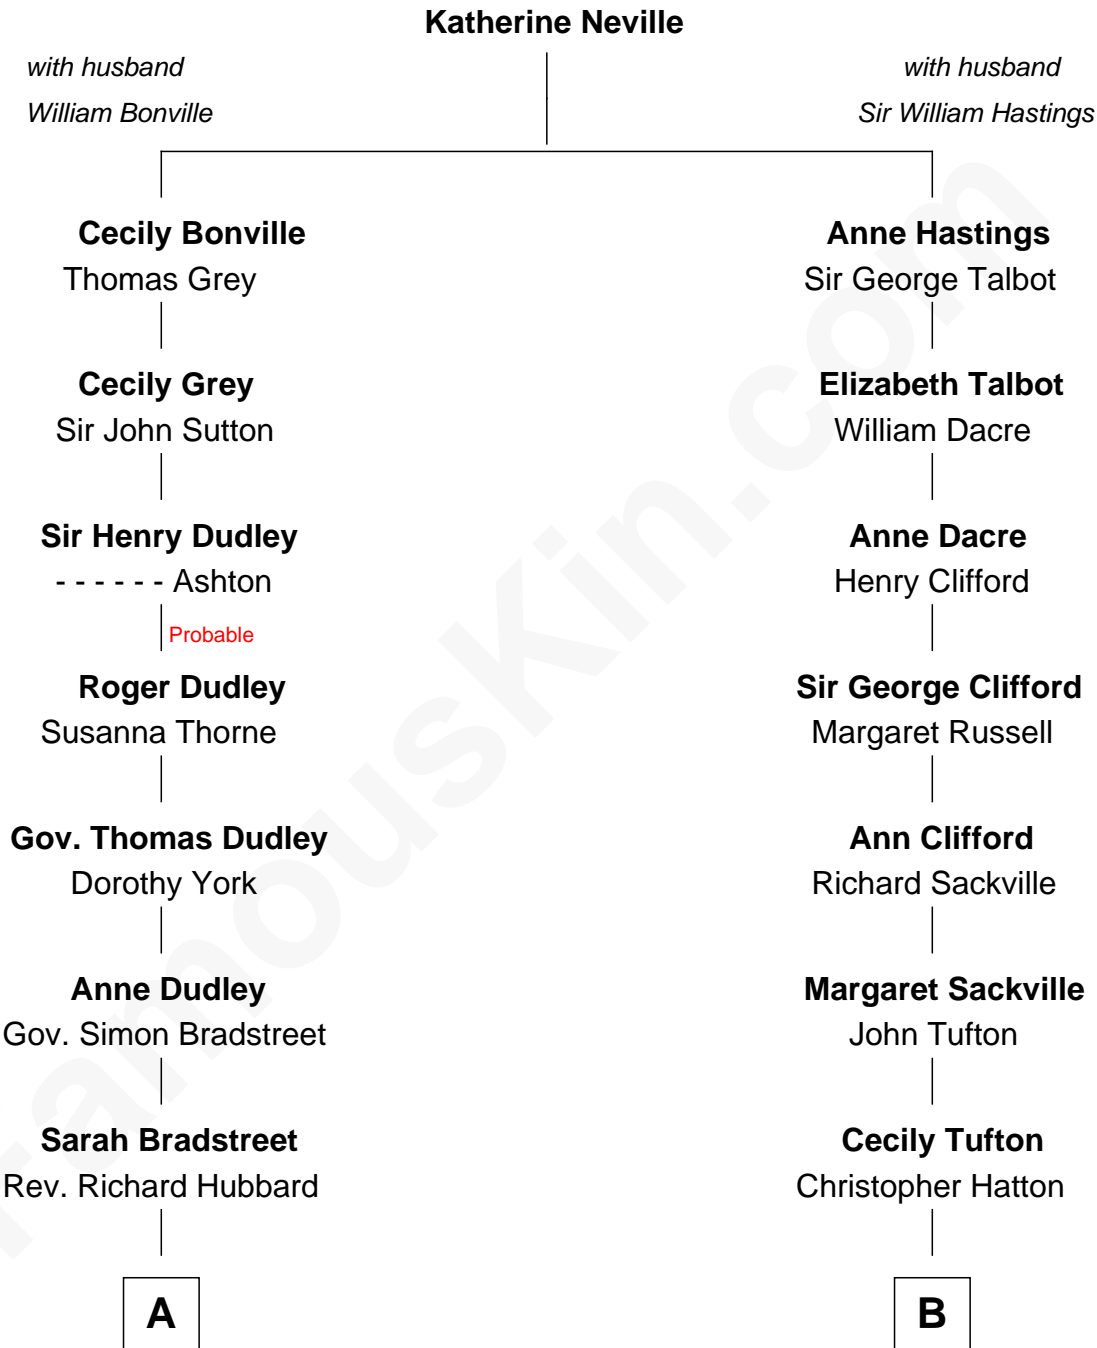 Katherine Neville
with husband
William Bonville
with husband
Sir William Hastings
Cecily Bonville
Thomas Grey
Anne Hastings
Sir George Talbot
Cecily Grey
Sir John Sutton
Elizabeth Talbot
William Dacre
Sir Henry Dudley
- - - - - - Ashton
Anne Dacre
Henry Clifford
Probable
Roger Dudley
Susanna Thorne
Sir George Clifford
Margaret Russell
Gov. Thomas Dudley
Dorothy York
Ann Clifford
Richard Sackville
Anne Dudley
Gov. Simon Bradstreet
Margaret Sackville
John Tufton
Sarah Bradstreet
Rev. Richard Hubbard
Cecily Tufton
Christopher Hatton
A
B
FamousKin.com